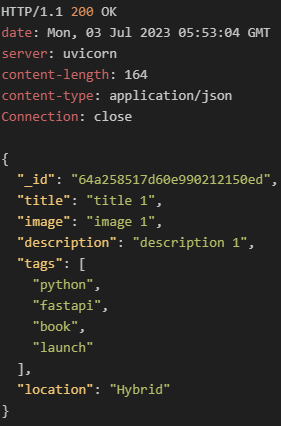 HTTP/1.1 200 OK
date: Mon, 03 Jul 2023 05:53:04 GMT
server: uvicorn
content-length: 164
content-type: application/json
Connection: close

{
  "_id": "64a258517d60e990212150ed",
  "title": "title 1",
  "image": "image 1",
  "description": "description 1",
  "tags": [
    "python",
    "fastapi",
    "book",
    "launch"
  ],
  "location": "Hybrid"
}